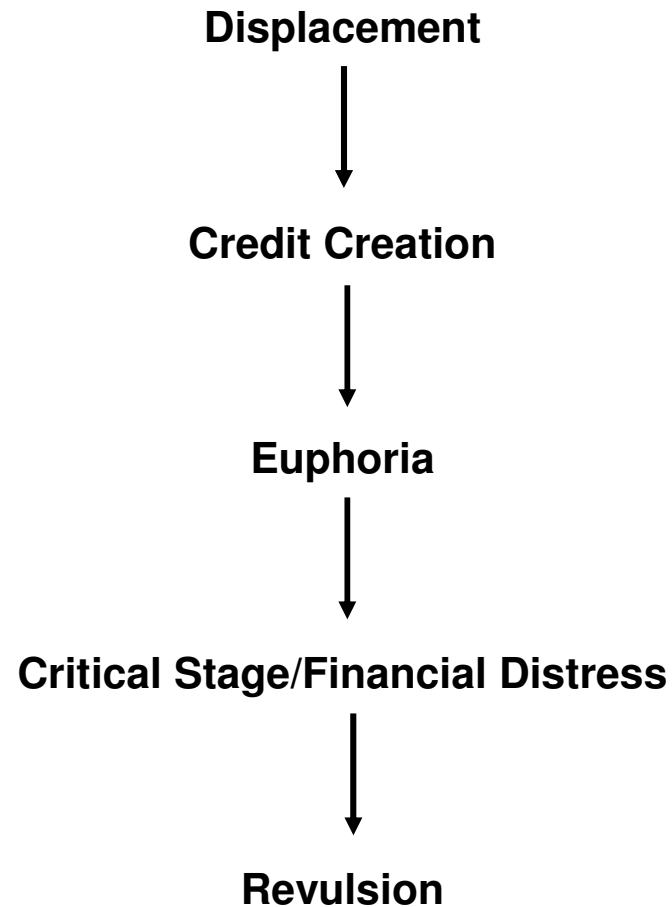 Displacement
Credit Creation
Euphoria
Critical Stage/Financial Distress
Revulsion